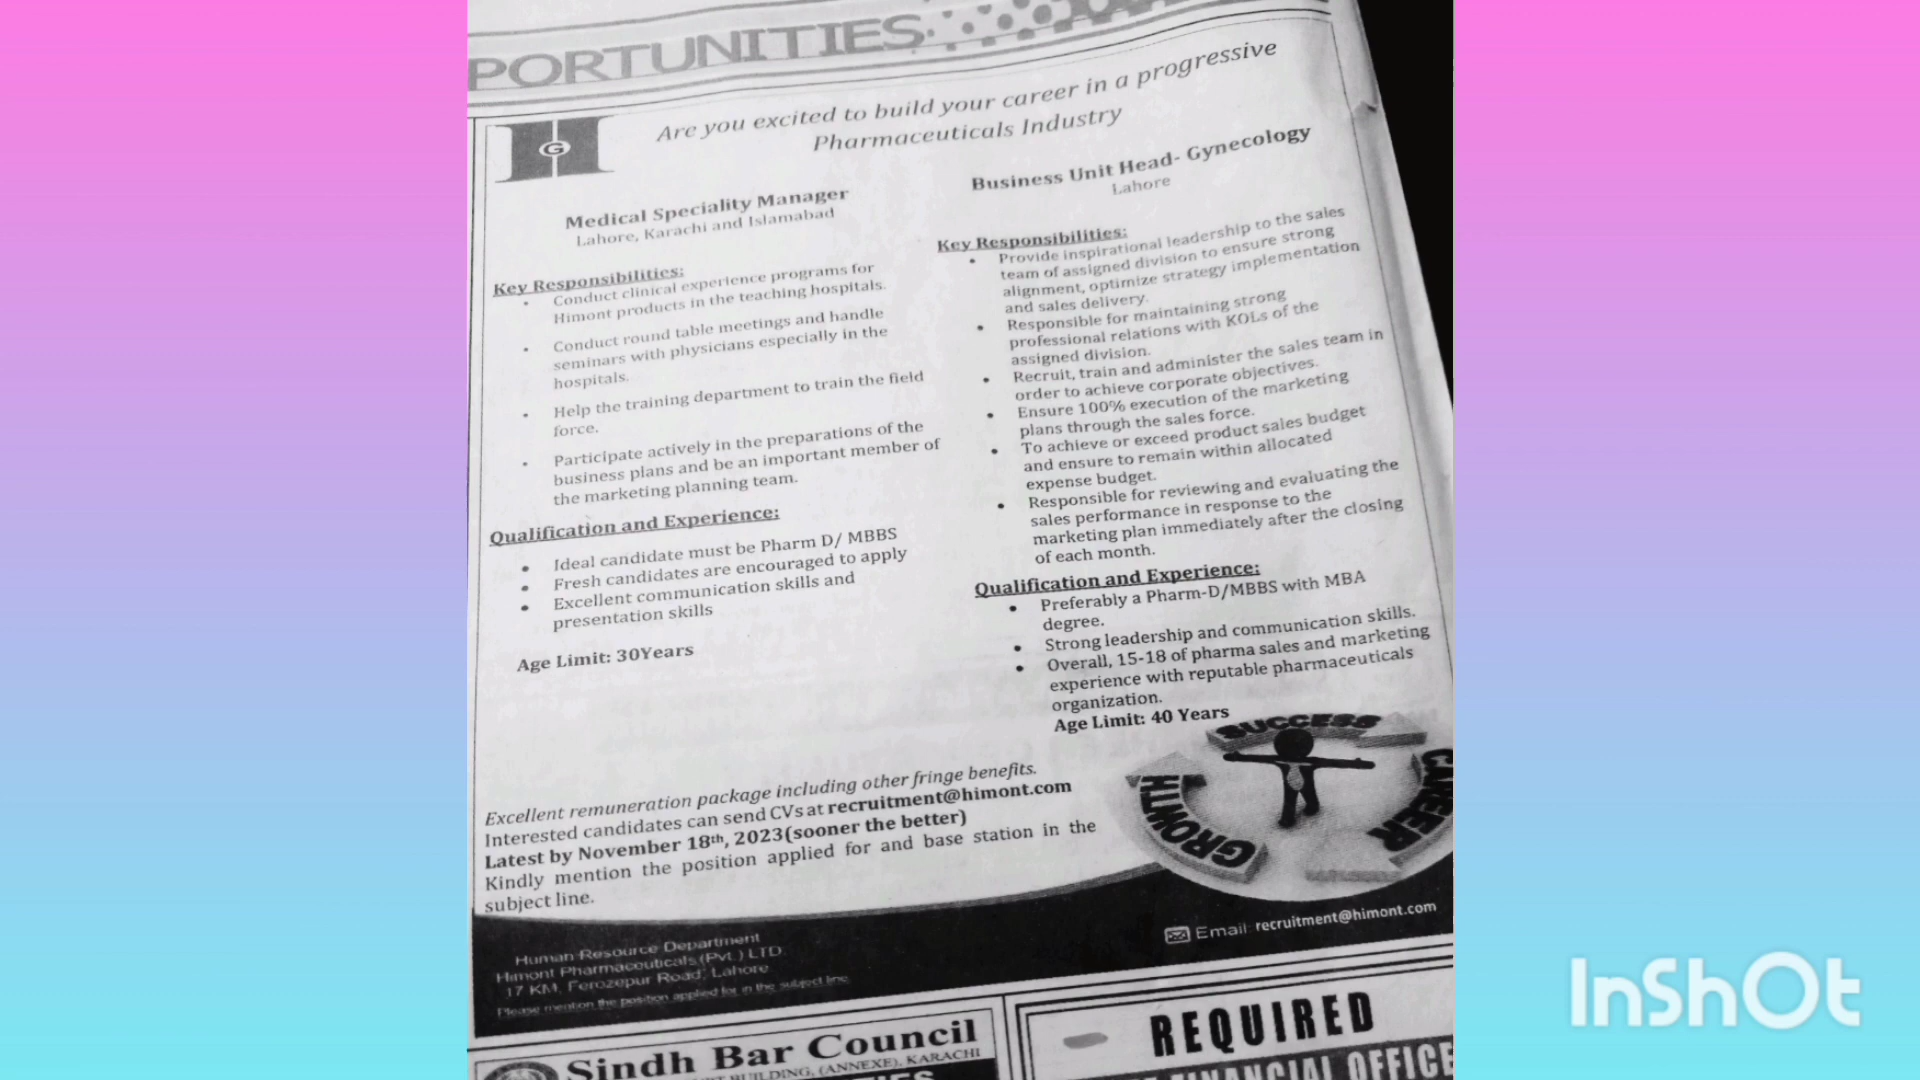 PORTUNITIES
Are you excited to build your career in a progressive
Pharmaceuticals Industry
G
Medical Speciality Manager
Lahore, Karachi and Islamabad
Key Responsibilities:
• Conduct clinical experience programs for
Himont products in the teaching hospitals.
• Conduct round table meetings and handle
seminars with physicians especially in the
hospitals.
• Help the training department to train the field
force.
• Participate actively in the preparations of the
business plans and be an important member of
the marketing planning team.
Qualification and Experience:
• Ideal candidate must be Pharm D/ MBBS
• Fresh candidates are encouraged to apply
• Excellent communication skills and
presentation skills
Age Limit: 30Years
Business Unit Head- Gynecology
Lahore
Key Responsibilities:
• Provide inspirational leadership to the sales
team of assigned division to ensure strong
alignment, optimize strategy implementation
and sales delivery.
• Responsible for maintaining strong
professional relations with KOLs of the
assigned division.
• Recruit, train and administer the sales team in
order to achieve corporate objectives.
• Ensure 100% execution of the marketing
plans through the sales force.
• To achieve or exceed product sales budget
and ensure to remain within allocated
expense budget.
• Responsible for reviewing and evaluating the
sales performance in response to the
marketing plan immediately after the closing
of each month.
Qualification and Experience:
• Preferably a Pharm-D/MBBS with MBA
degree.
• Strong leadership and communication skills.
• Overall, 15-18 of pharma sales and marketing
experience with reputable pharmaceuticals
organization.
Age Limit: 40 Years
SUCCESS
CAREER
GROWTH
Excellent remuneration package including other fringe benefits.
Interested candidates can send CVs at recruitment@himont.com
Latest by November 18th, 2023(sooner the better)
Kindly mention the position applied for and base station in the
subject line.
Human Resource Department
Himont Pharmaceuticals (Pvt.) LTD.
17 KM, Ferozepur Road, Lahore
Please mention the position applied for in the subject line
Email: recruitment@himont.com
Sindh Bar Council
BUILDING, (ANNEXE), KARACHI
REQUIRED
FINANCIAL OFFICE
InShOt